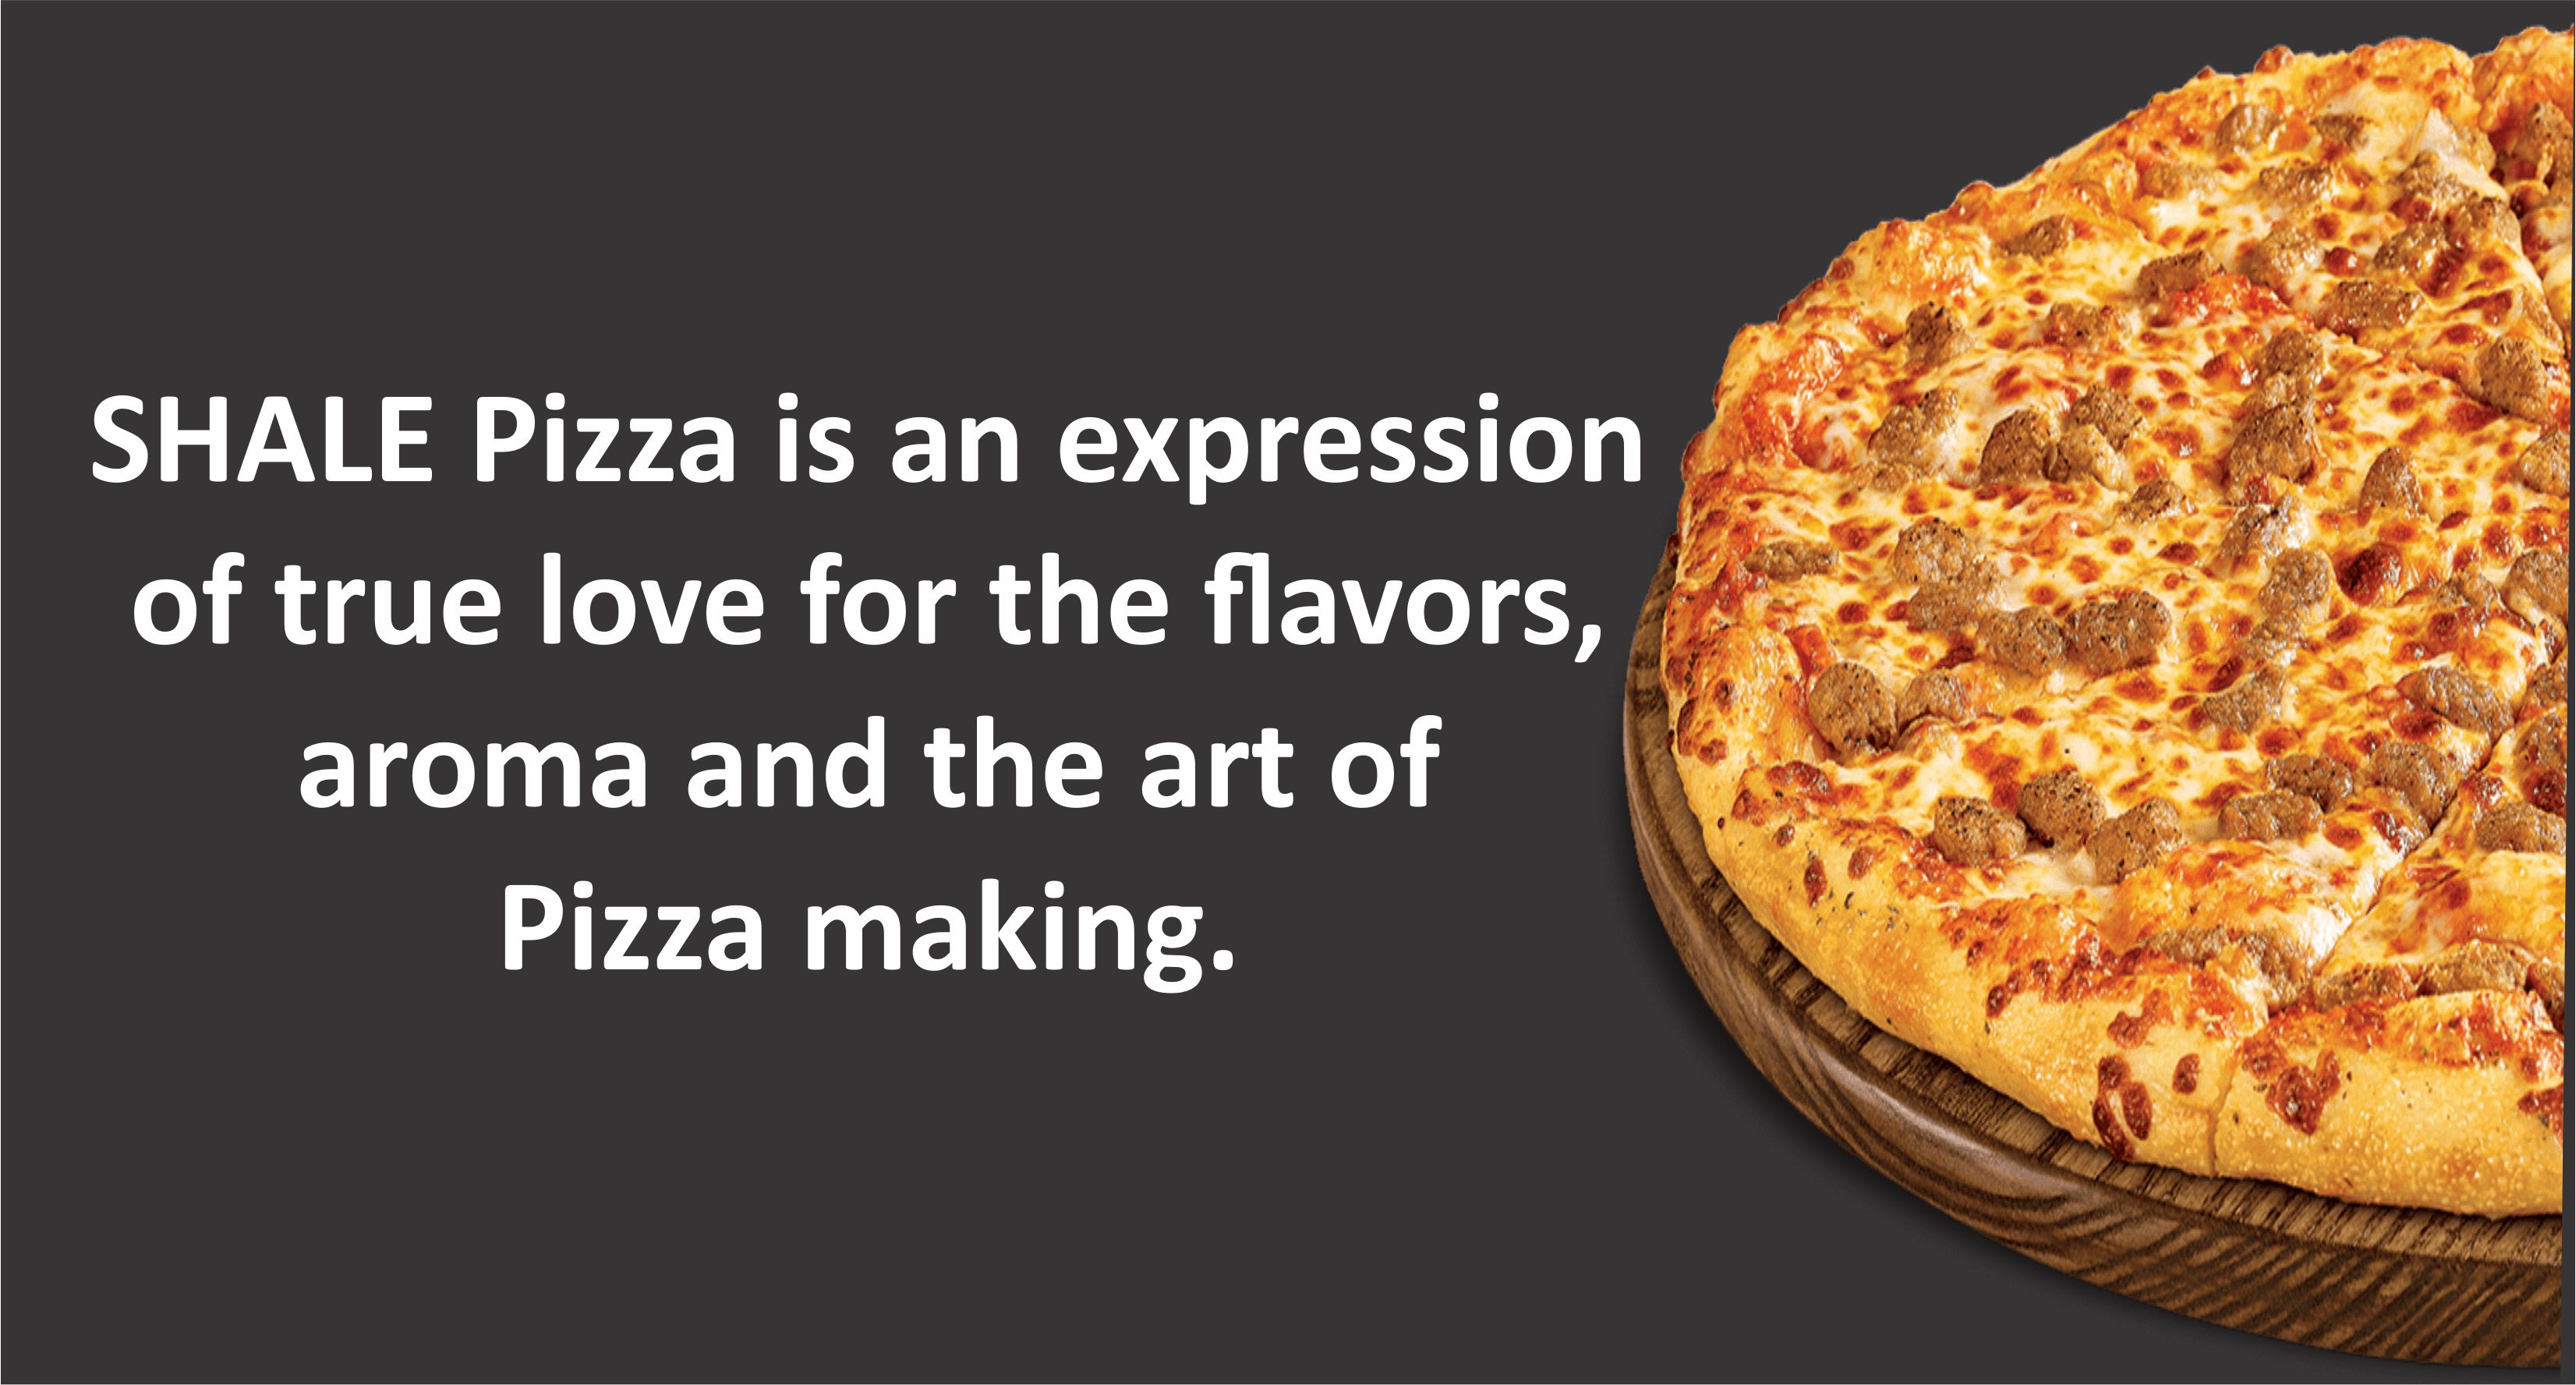 SHALE Pizza is an expression
of true love for the flavors,
aroma and the art of
Pizza making.